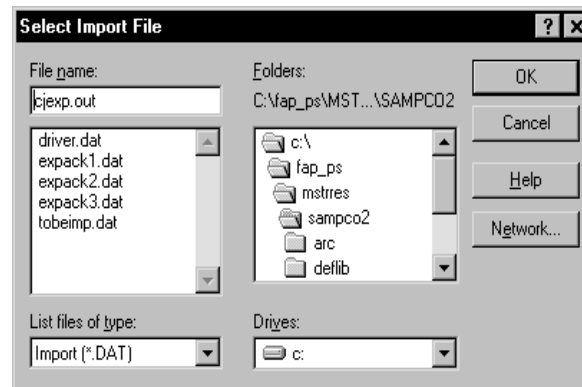 Select Import File
File name:
cjexp.out
driver.dat
expack1.dat
expack2.dat
expack3.dat
tobeimp.dat
List files of type:
Import (*.DAT)
Folders:
C:\fap_ps\MST...\SAMPCO2
c:\
fap_ps
mstrres
sampco2
arc
deflib
Drives:
c:
OK
Cancel
Help
Network...